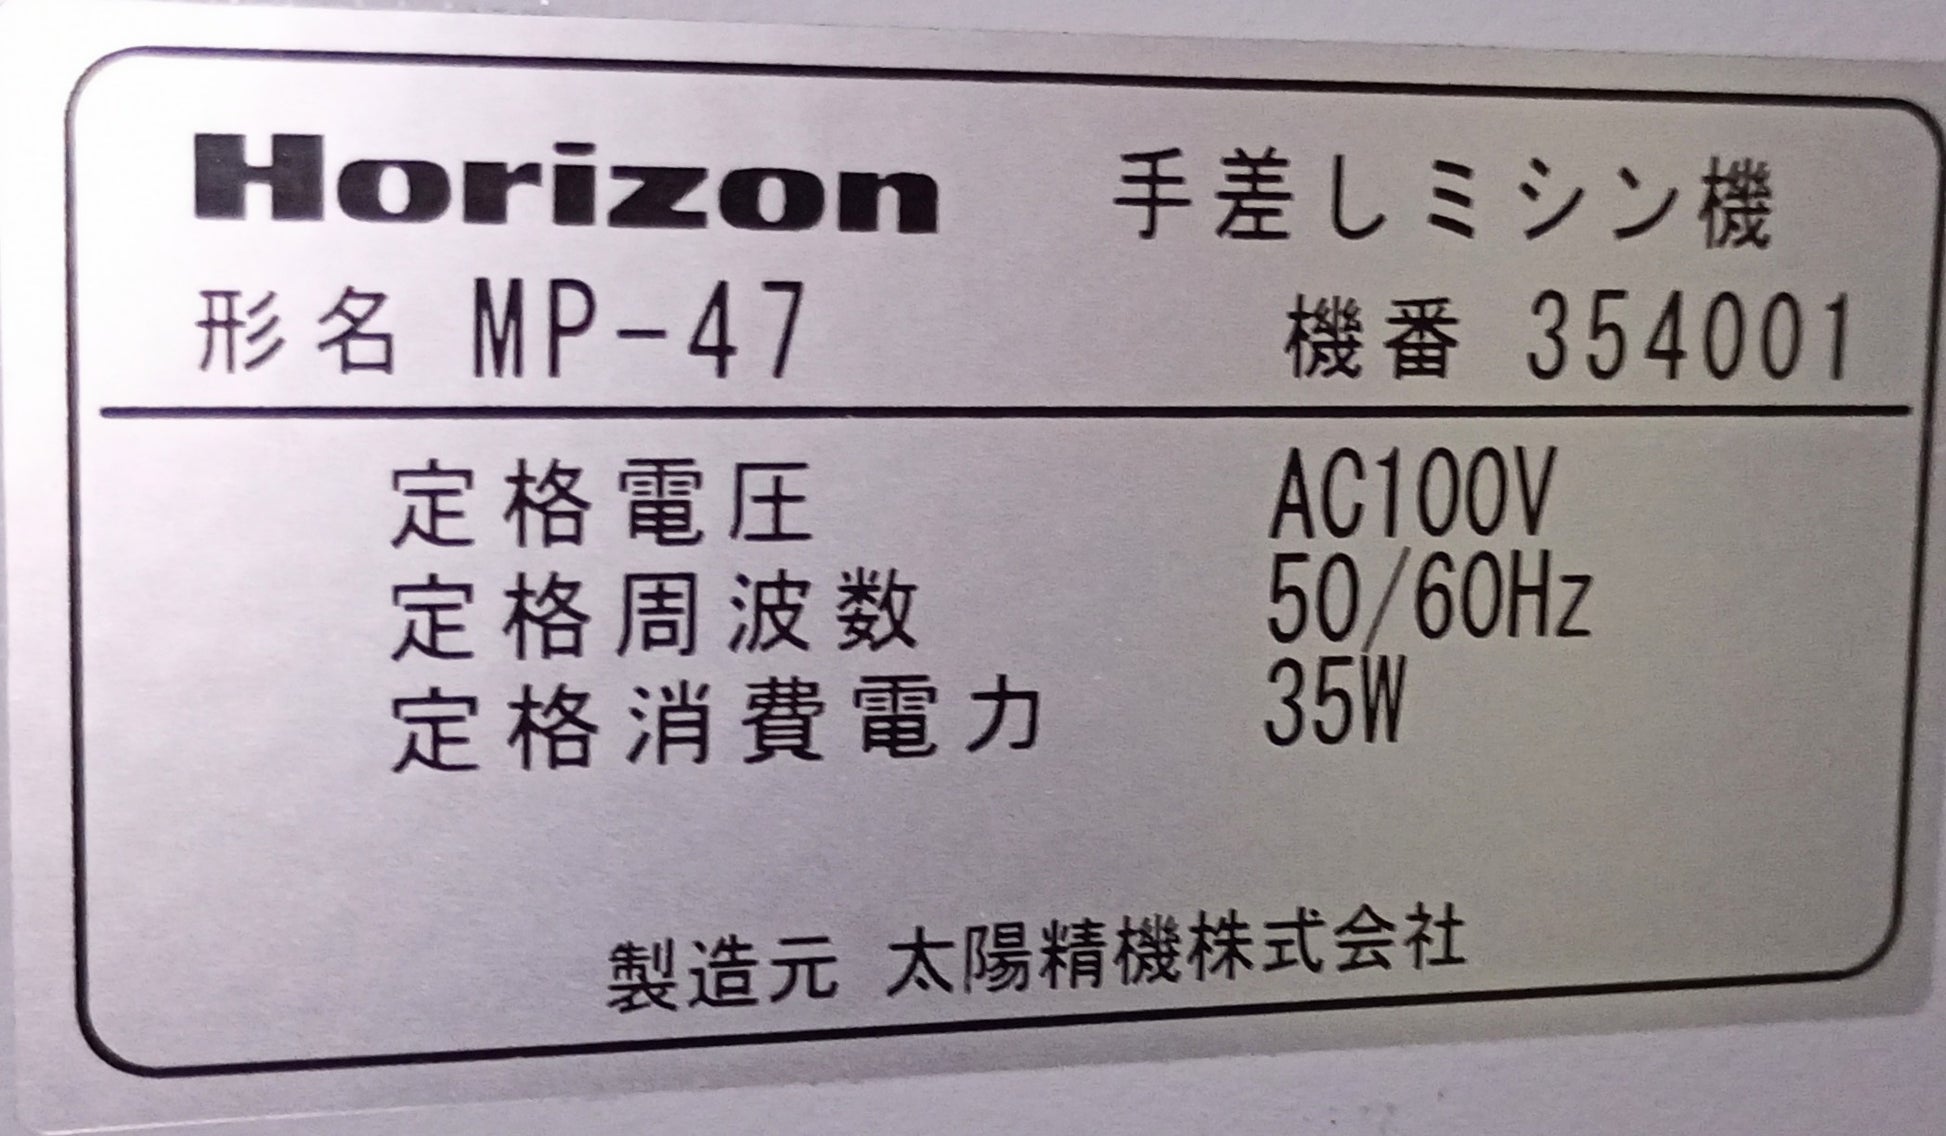 Horizon 手差しミシン機
形名 MP-47 機番 354001
定格電圧 AC100V
定格周波数 50/60Hz
定格消費電力 35W
製造元 太陽精機株式会社